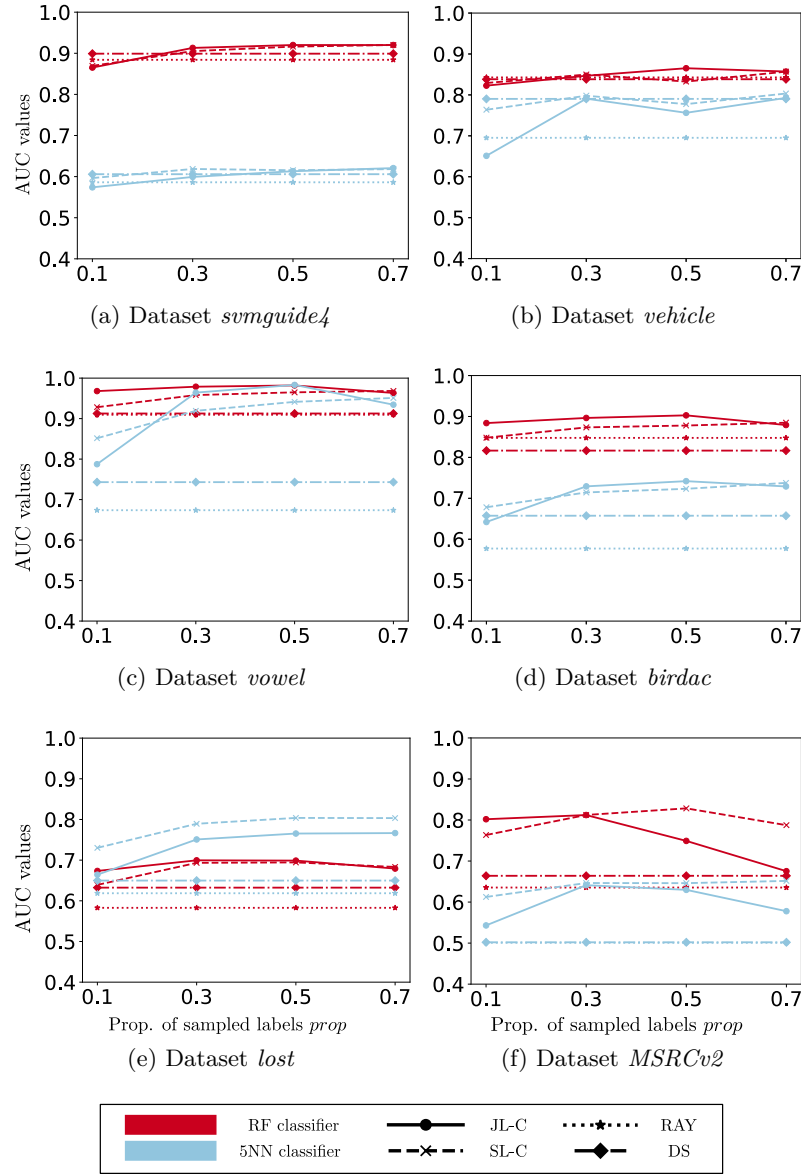 1.0
1.0
0.9
0.9
0.8
0.8
0.7
0.7
0.6
0.6
0.5
0.5
0.4
0.4
AUC values
0.1 0.3 0.5 0.7
0.1 0.3 0.5 0.7
(a) Dataset svmguide4
(b) Dataset vehicle
1.0
1.0
0.9
0.9
0.8
0.8
0.7
0.7
0.6
0.6
0.5
0.5
0.4
0.4
AUC values
0.1 0.3 0.5 0.7
0.1 0.3 0.5 0.7
(c) Dataset vowel
(d) Dataset birdac
1.0
1.0
0.9
0.9
0.8
0.8
0.7
0.7
0.6
0.6
0.5
0.5
0.4
0.4
AUC values
0.1 0.3 0.5 0.7
0.1 0.3 0.5 0.7
Prop. of sampled labels prop
Prop. of sampled labels prop
(e) Dataset lost
(f) Dataset MSRCv2
RF classifier JL-C RAY
5NN classifier SL-C DS